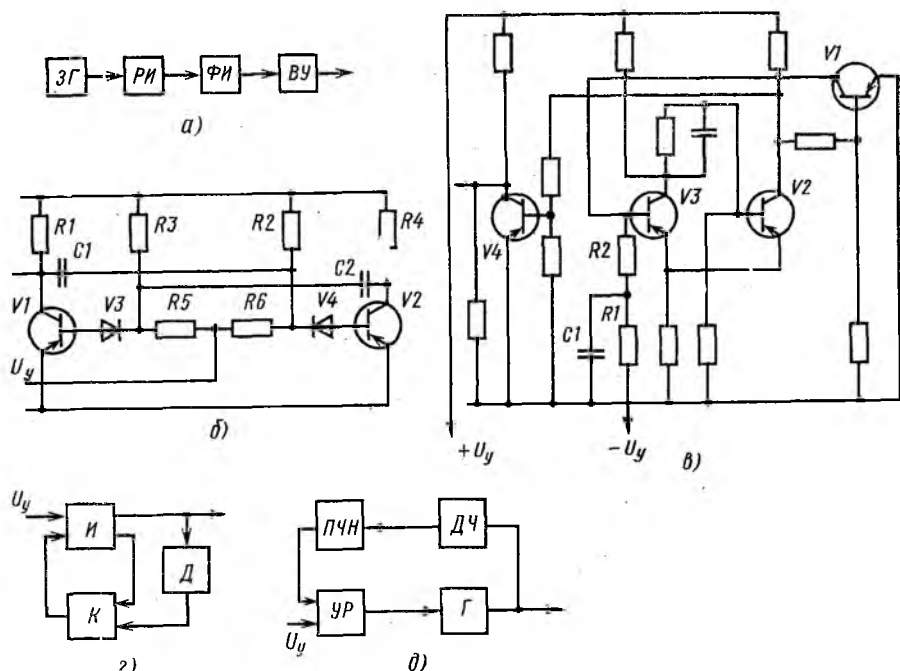 ЗГ
РИ
ФИ
ВУ
а)
R1
C1
R3
R2
R4
C2
V1
V3
R5
R6
V4
V2
Uу
б)
V1
V3
V2
V4
R2
R1
C1
+Uу
−Uу
в)
Uу
И
Д
К
г)
ПЧН
ДЧ
УР
Г
Uу
д)